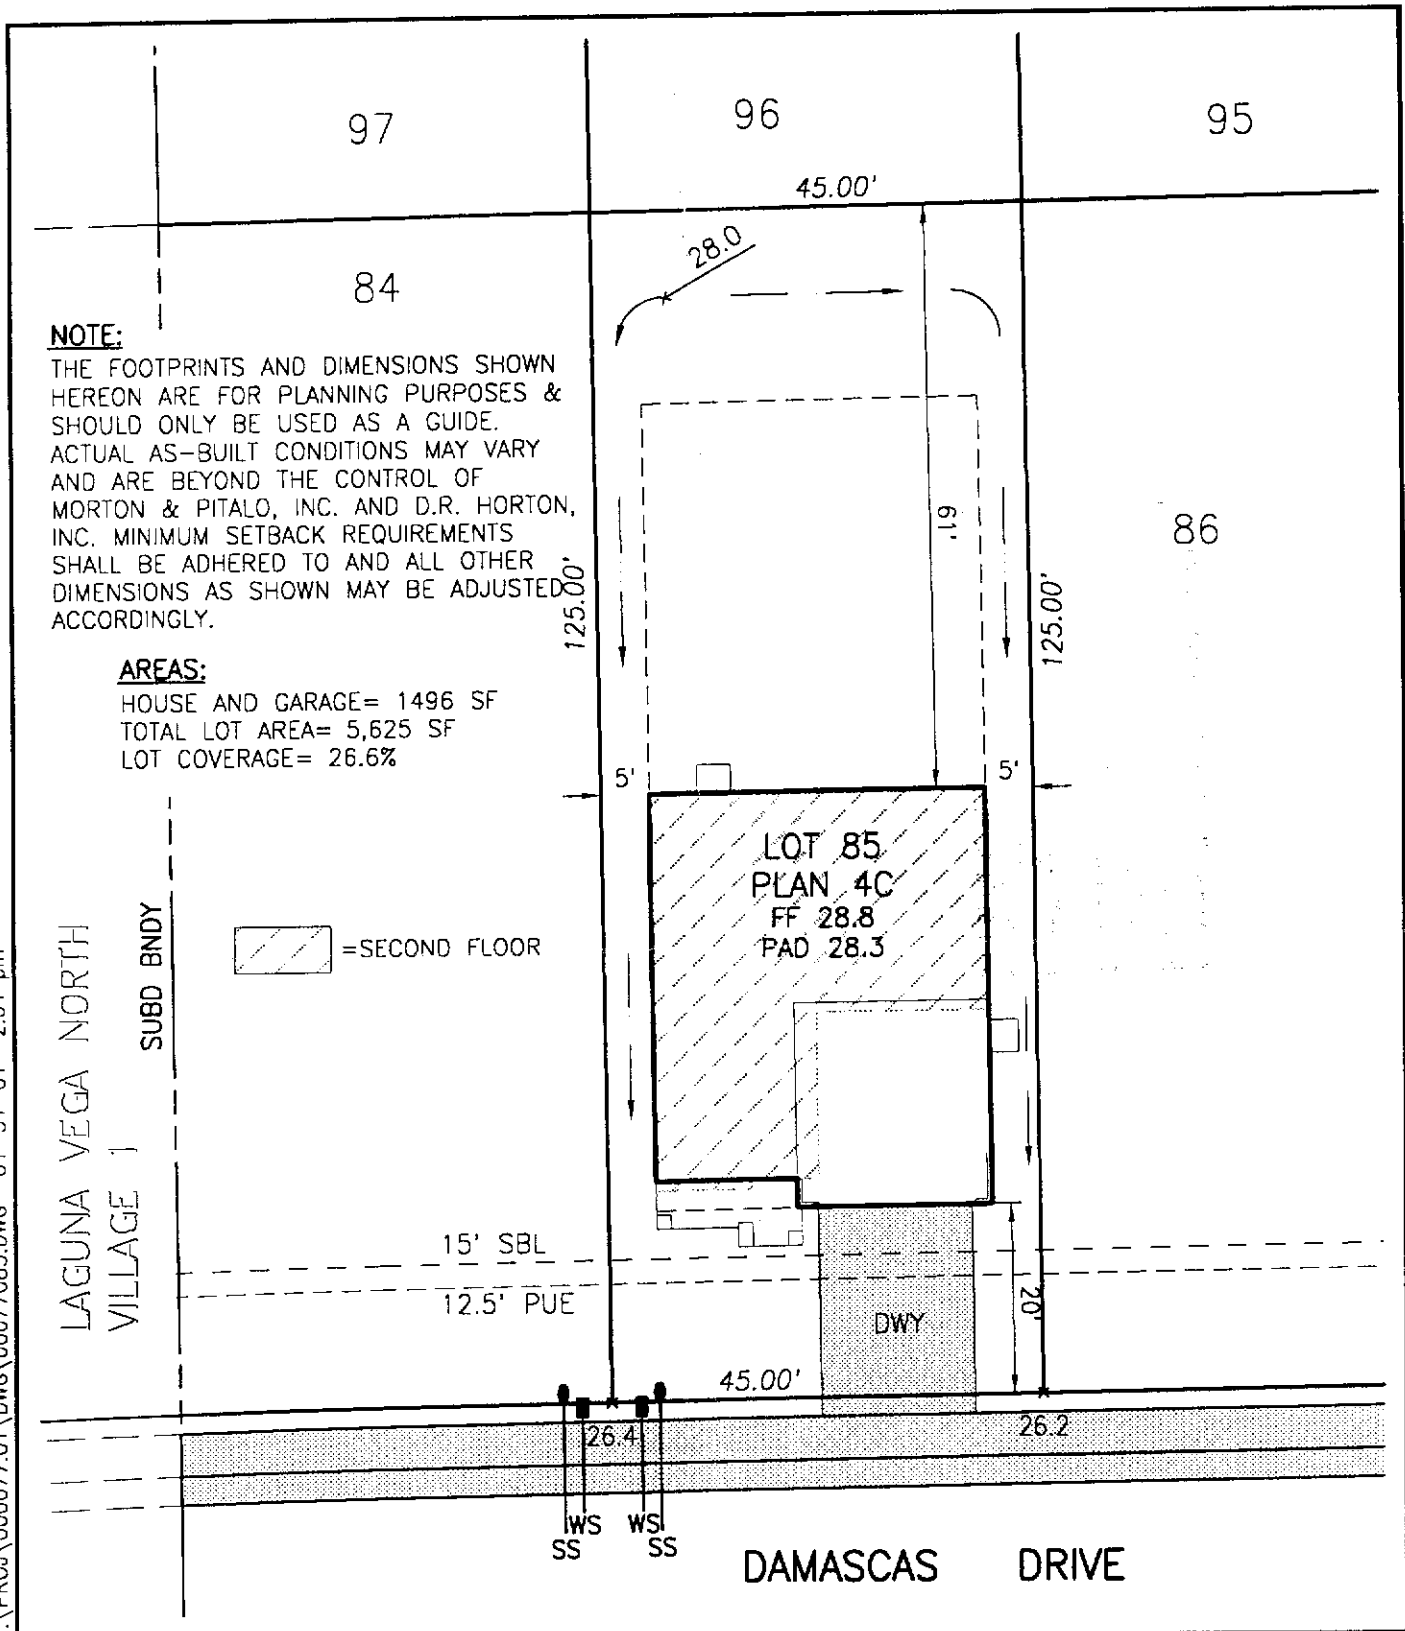 97
96
95
45.00'
28.0
84
NOTE:
THE FOOTPRINTS AND DIMENSIONS SHOWN
HEREON ARE FOR PLANNING PURPOSES &
SHOULD ONLY BE USED AS A GUIDE.
ACTUAL AS-BUILT CONDITIONS MAY VARY
AND ARE BEYOND THE CONTROL OF
MORTON & PITALO, INC. AND D.R. HORTON,
INC. MINIMUM SETBACK REQUIREMENTS
SHALL BE ADHERED TO AND ALL OTHER
DIMENSIONS AS SHOWN MAY BE ADJUSTED
ACCORDINGLY.
61'
86
125.00'
125.00'
AREAS:
HOUSE AND GARAGE= 1496 SF
TOTAL LOT AREA= 5,625 SF
LOT COVERAGE= 26.6%
5'
5'
LOT 85
PLAN 4C
FF 28.8
PAD 28.3
=SECOND FLOOR
SUBD BNDY
LAGUNA VEGA NORTH
VILLAGE 1
15' SBL
12.5' PUE
DWY
20'
45.00'
26.4
26.2
WS
WS
SS
SS
DAMASCAS DRIVE